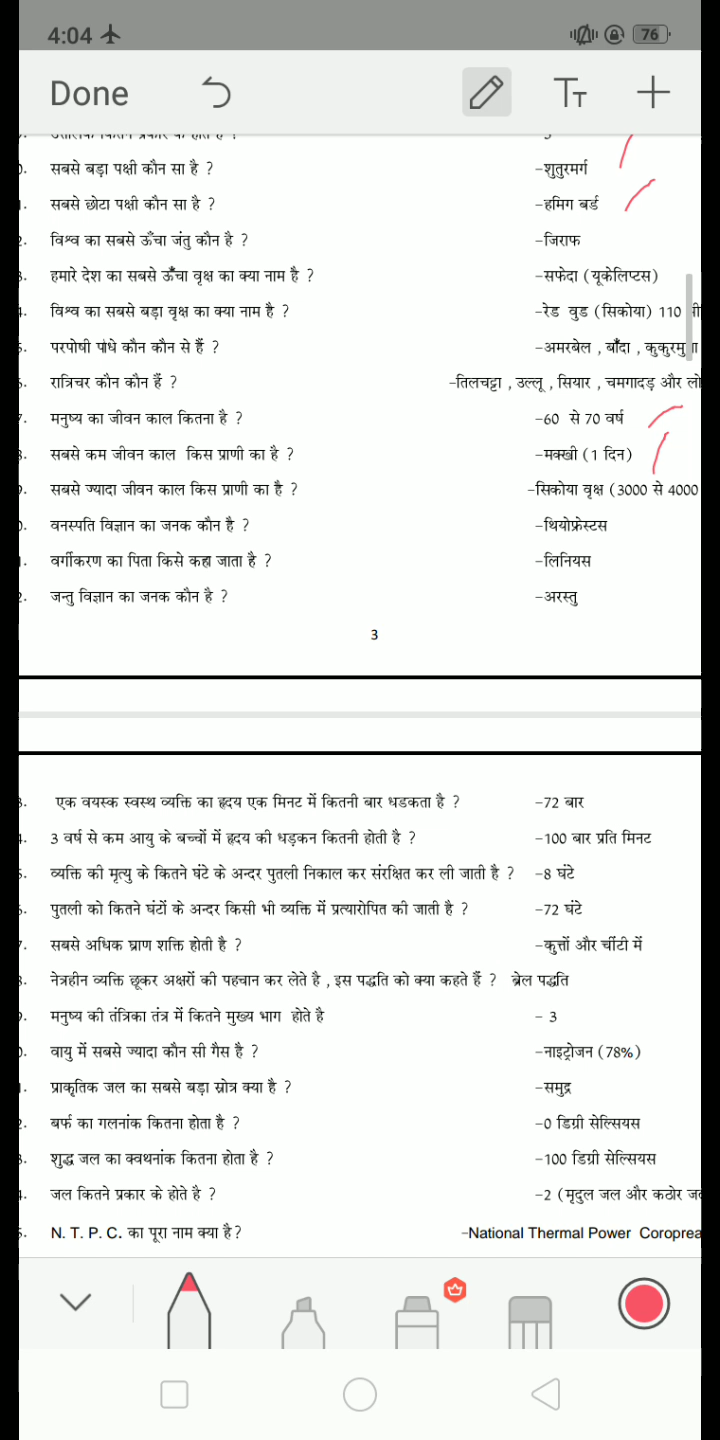 4:04
76
Done
सबसे बड़ा पक्षी कौन सा है ? -शुतुरमर्ग
सबसे छोटा पक्षी कौन सा है ? -हमिग बर्ड
विश्व का सबसे ऊँचा जंतु कौन है ? -जिराफ
हमारे देश का सबसे ऊँचा वृक्ष का क्या नाम है ? -सफेदा (यूकेलिप्टस)
विश्व का सबसे बड़ा वृक्ष का क्या नाम है ? -रेड वुड (सिकोया) 110
परपोषी पौधे कौन कौन से हैं ? -अमरबेल , बाँदा ,
रात्रिचर कौन कौन हैं ? -तिलचट्टा , उल्लू , सियार , चमगादड़ और
मनुष्य का जीवन काल कितना है ? -60 से 70 वर्ष
सबसे कम जीवन काल किस प्राणी का है ? -मक्खी (1 दिन)
सबसे ज्यादा जीवन काल किस प्राणी का है ? -सिकोया वृक्ष (3000 से 4000
वनस्पति विज्ञान का जनक कौन है ? -थियोफ्रेस्टस
वर्गीकरण का पिता किसे कहा जाता है ? -लिनियस
जन्तु विज्ञान का जनक कौन है ? -अरस्तु
3
एक वयस्क स्वस्थ व्यक्ति का हृदय एक मिनट में कितनी बार धडकता है ? -72 बार
3 वर्ष से कम आयु के बच्चों में हृदय की धड़कन कितनी होती है ? -100 बार प्रति मिनट
व्यक्ति की मृत्यु के कितने घंटे के अन्दर पुतली निकाल कर संरक्षित कर ली जाती है ? -8 घंटे
पुतली को कितने घंटों के अन्दर किसी भी व्यक्ति में प्रत्यारोपित की जाती है ? -72 घंटे
सबसे अधिक घ्राण शक्ति होती है ? -कुत्तों और चींटी में
नेत्रहीन व्यक्ति छूकर अक्षरों की पहचान कर लेते है , इस पद्धति को क्या कहते हैं ? ब्रेल पद्धति
मनुष्य की तंत्रिका तंत्र में कितने मुख्य भाग होते है - 3
वायु में सबसे ज्यादा कौन सी गैस है ? -नाइट्रोजन (78%)
प्राकृतिक जल का सबसे बड़ा स्रोत्र क्या है ? -समुद्र
बर्फ का गलनांक कितना होता है ? -0 डिग्री सेल्सियस
शुद्ध जल का क्वथनांक कितना होता है ? -100 डिग्री सेल्सियस
जल कितने प्रकार के होते है ? -2 (मृदुल जल और कठोर
N. T. P. C. का पूरा नाम क्या है? -National Thermal Power Coroprea